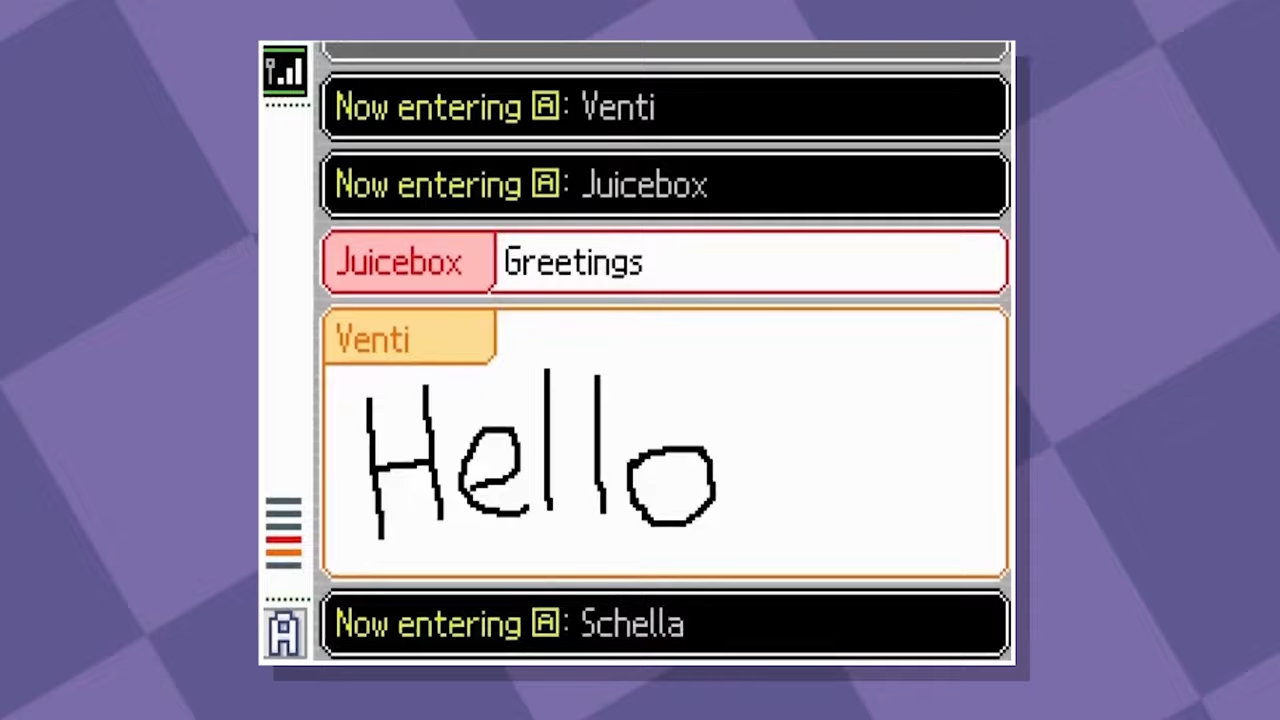 Now entering A: Venti
Now entering A: Juicebox
Juicebox Greetings
Venti
Hello
Now entering A: Schella
A